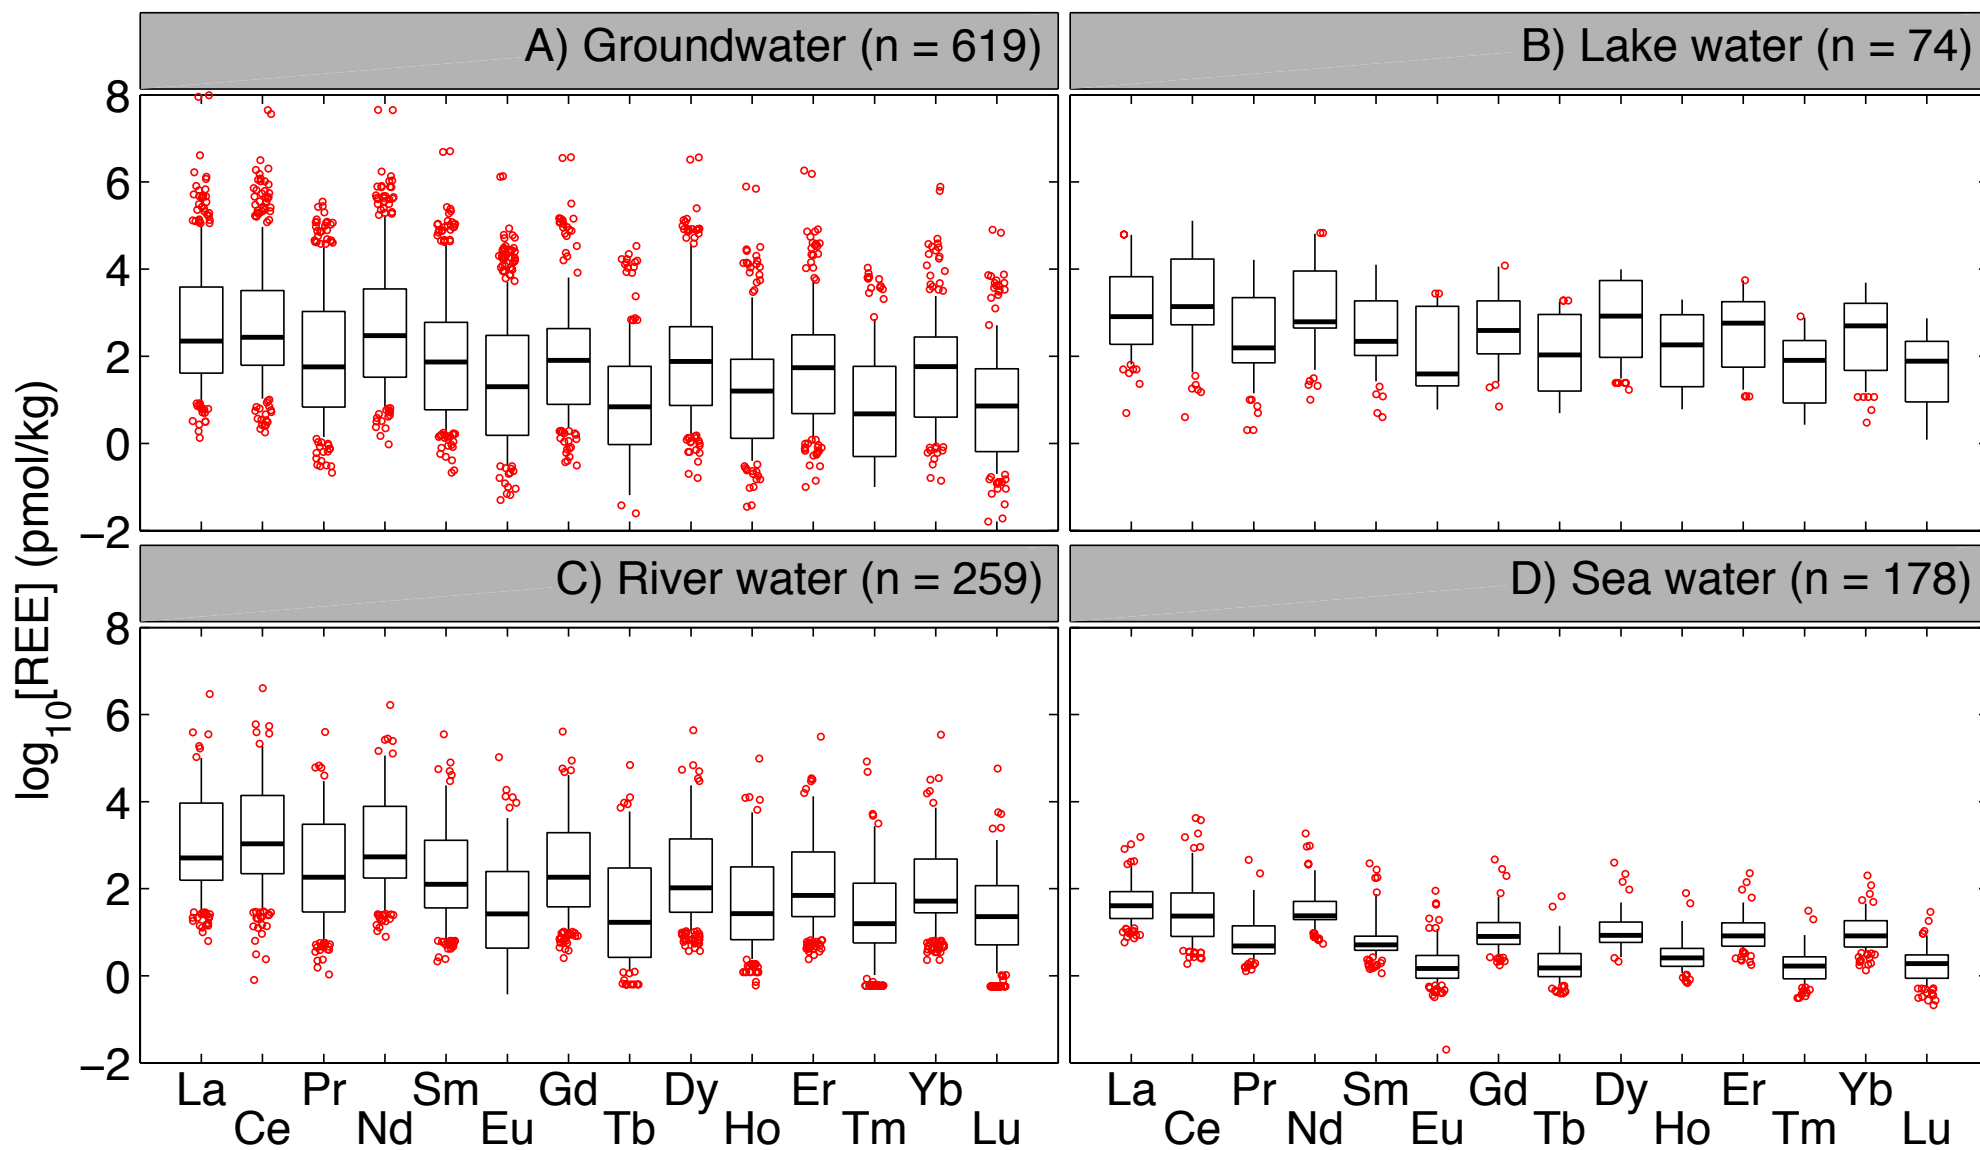 A) Groundwater (n = 619)
B) Lake water (n = 74)
8
6
4
2
0
−2
C) River water (n = 259)
D) Sea water (n = 178)
8
6
4
2
0
−2
log10[REE] (pmol/kg)
La Ce Pr Nd Sm Eu Gd Tb Dy Ho Er Tm Yb Lu
La Ce Pr Nd Sm Eu Gd Tb Dy Ho Er Tm Yb Lu